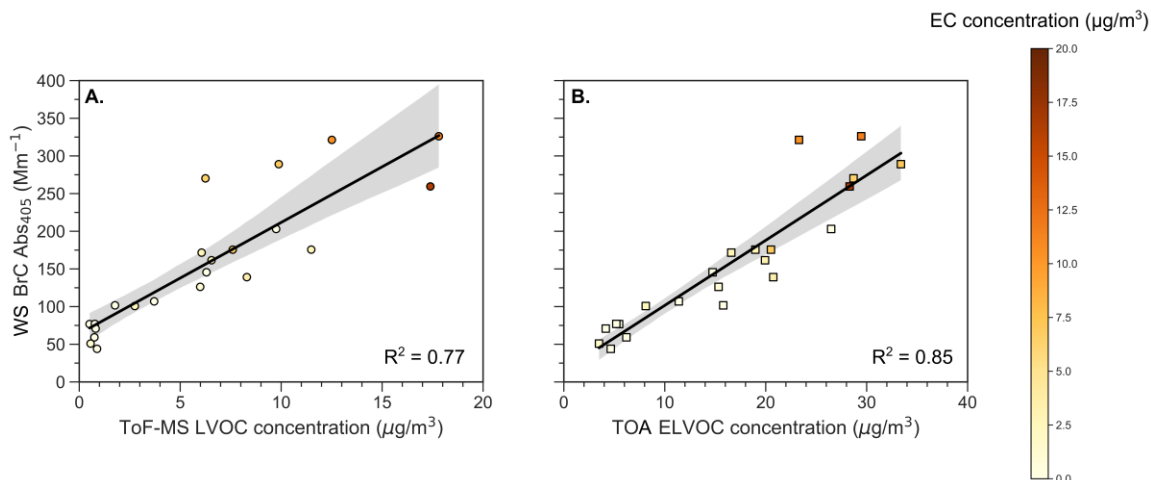 EC concentration (µg/m³)
A.
B.
WS BrC Abs₄₀₅ (Mm⁻¹)
400
350
300
250
200
150
100
50
0
R² = 0.77
R² = 0.85
0 5 10 15 20
0 10 20 30 40
ToF-MS LVOC concentration (µg/m³)
TOA ELVOC concentration (µg/m³)
20.0
17.5
15.0
12.5
10.0
7.5
5.0
2.5
0.0